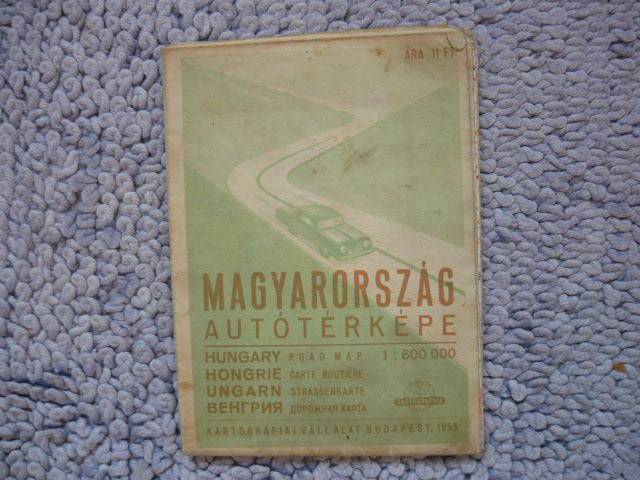 ÁRA 11 Ft
MAGYARORSZÁG
AUTÓTÉRKÉPE
HUNGARY ROAD MAP 1:600 000
HONGRIE CARTE ROUTIÈRE
UNGARN STRASSENKARTE
ВЕНГРИЯ ДОРОЖНАЯ КАРТА
CARTOGRAPHIA
KARTOGRÁFIAI VÁLLALAT BUDAPEST,